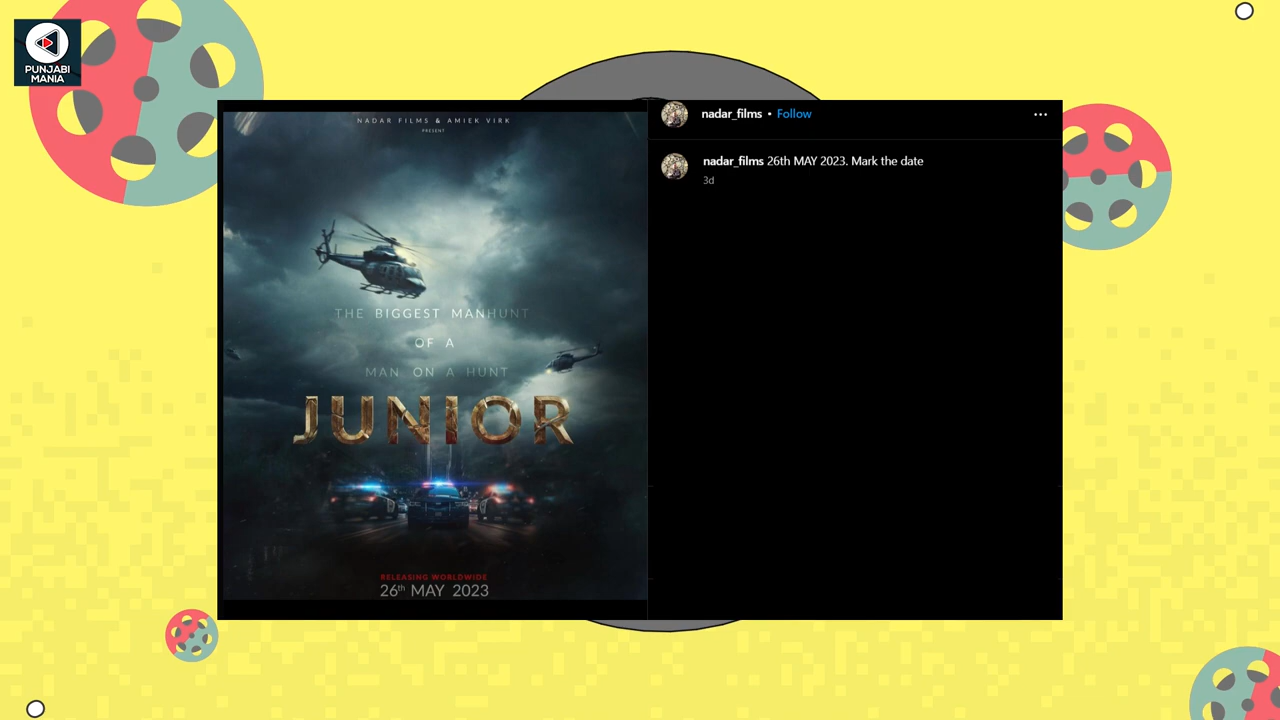 PUNJABI
MANIA
NADAR FILMS & AMIEK VIRK
PRESENT
THE BIGGEST MANHUNT
OF A
MAN ON A HUNT
JUNIOR
RELEASING WORLDWIDE
26th MAY 2023
nadar_films • Follow
nadar_films 26th MAY 2023. Mark the date
3d